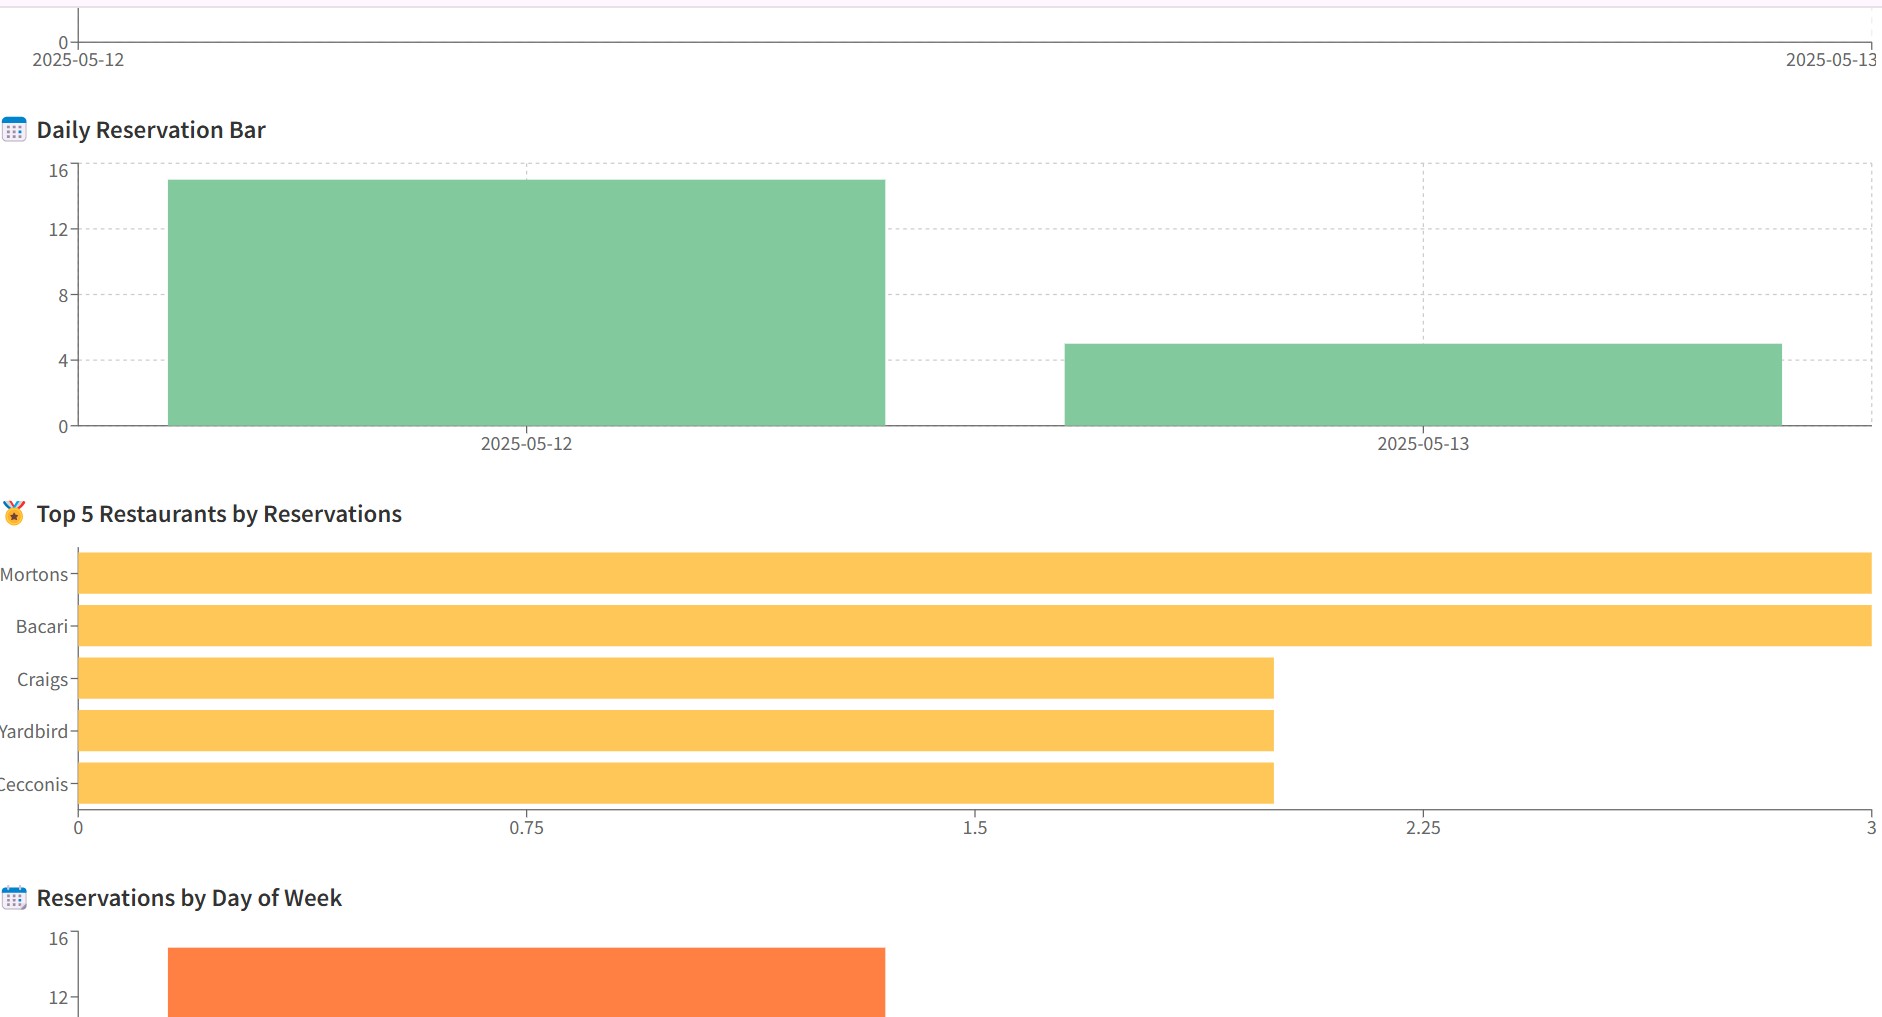 0
2025-05-12 2025-05-13
Daily Reservation Bar
16
12
8
4
0
2025-05-12 2025-05-13
Top 5 Restaurants by Reservations
Mortons
Bacari
Craigs
Yardbird
Cecconis
0 0.75 1.5 2.25 3
Reservations by Day of Week
16
12